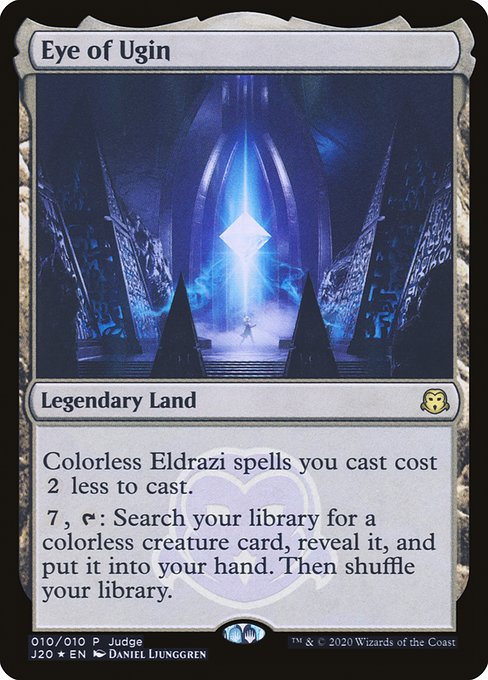 Eye of Ugin
Legendary Land
Colorless Eldrazi spells you cast cost
2 less to cast.
7, : Search your library for a
colorless creature card, reveal it, and
put it into your hand. Then shuffle
your library.
010/010 P Judge
J20 ★ EN Daniel Ljunggren
™ & © 2020 Wizards of the Coast